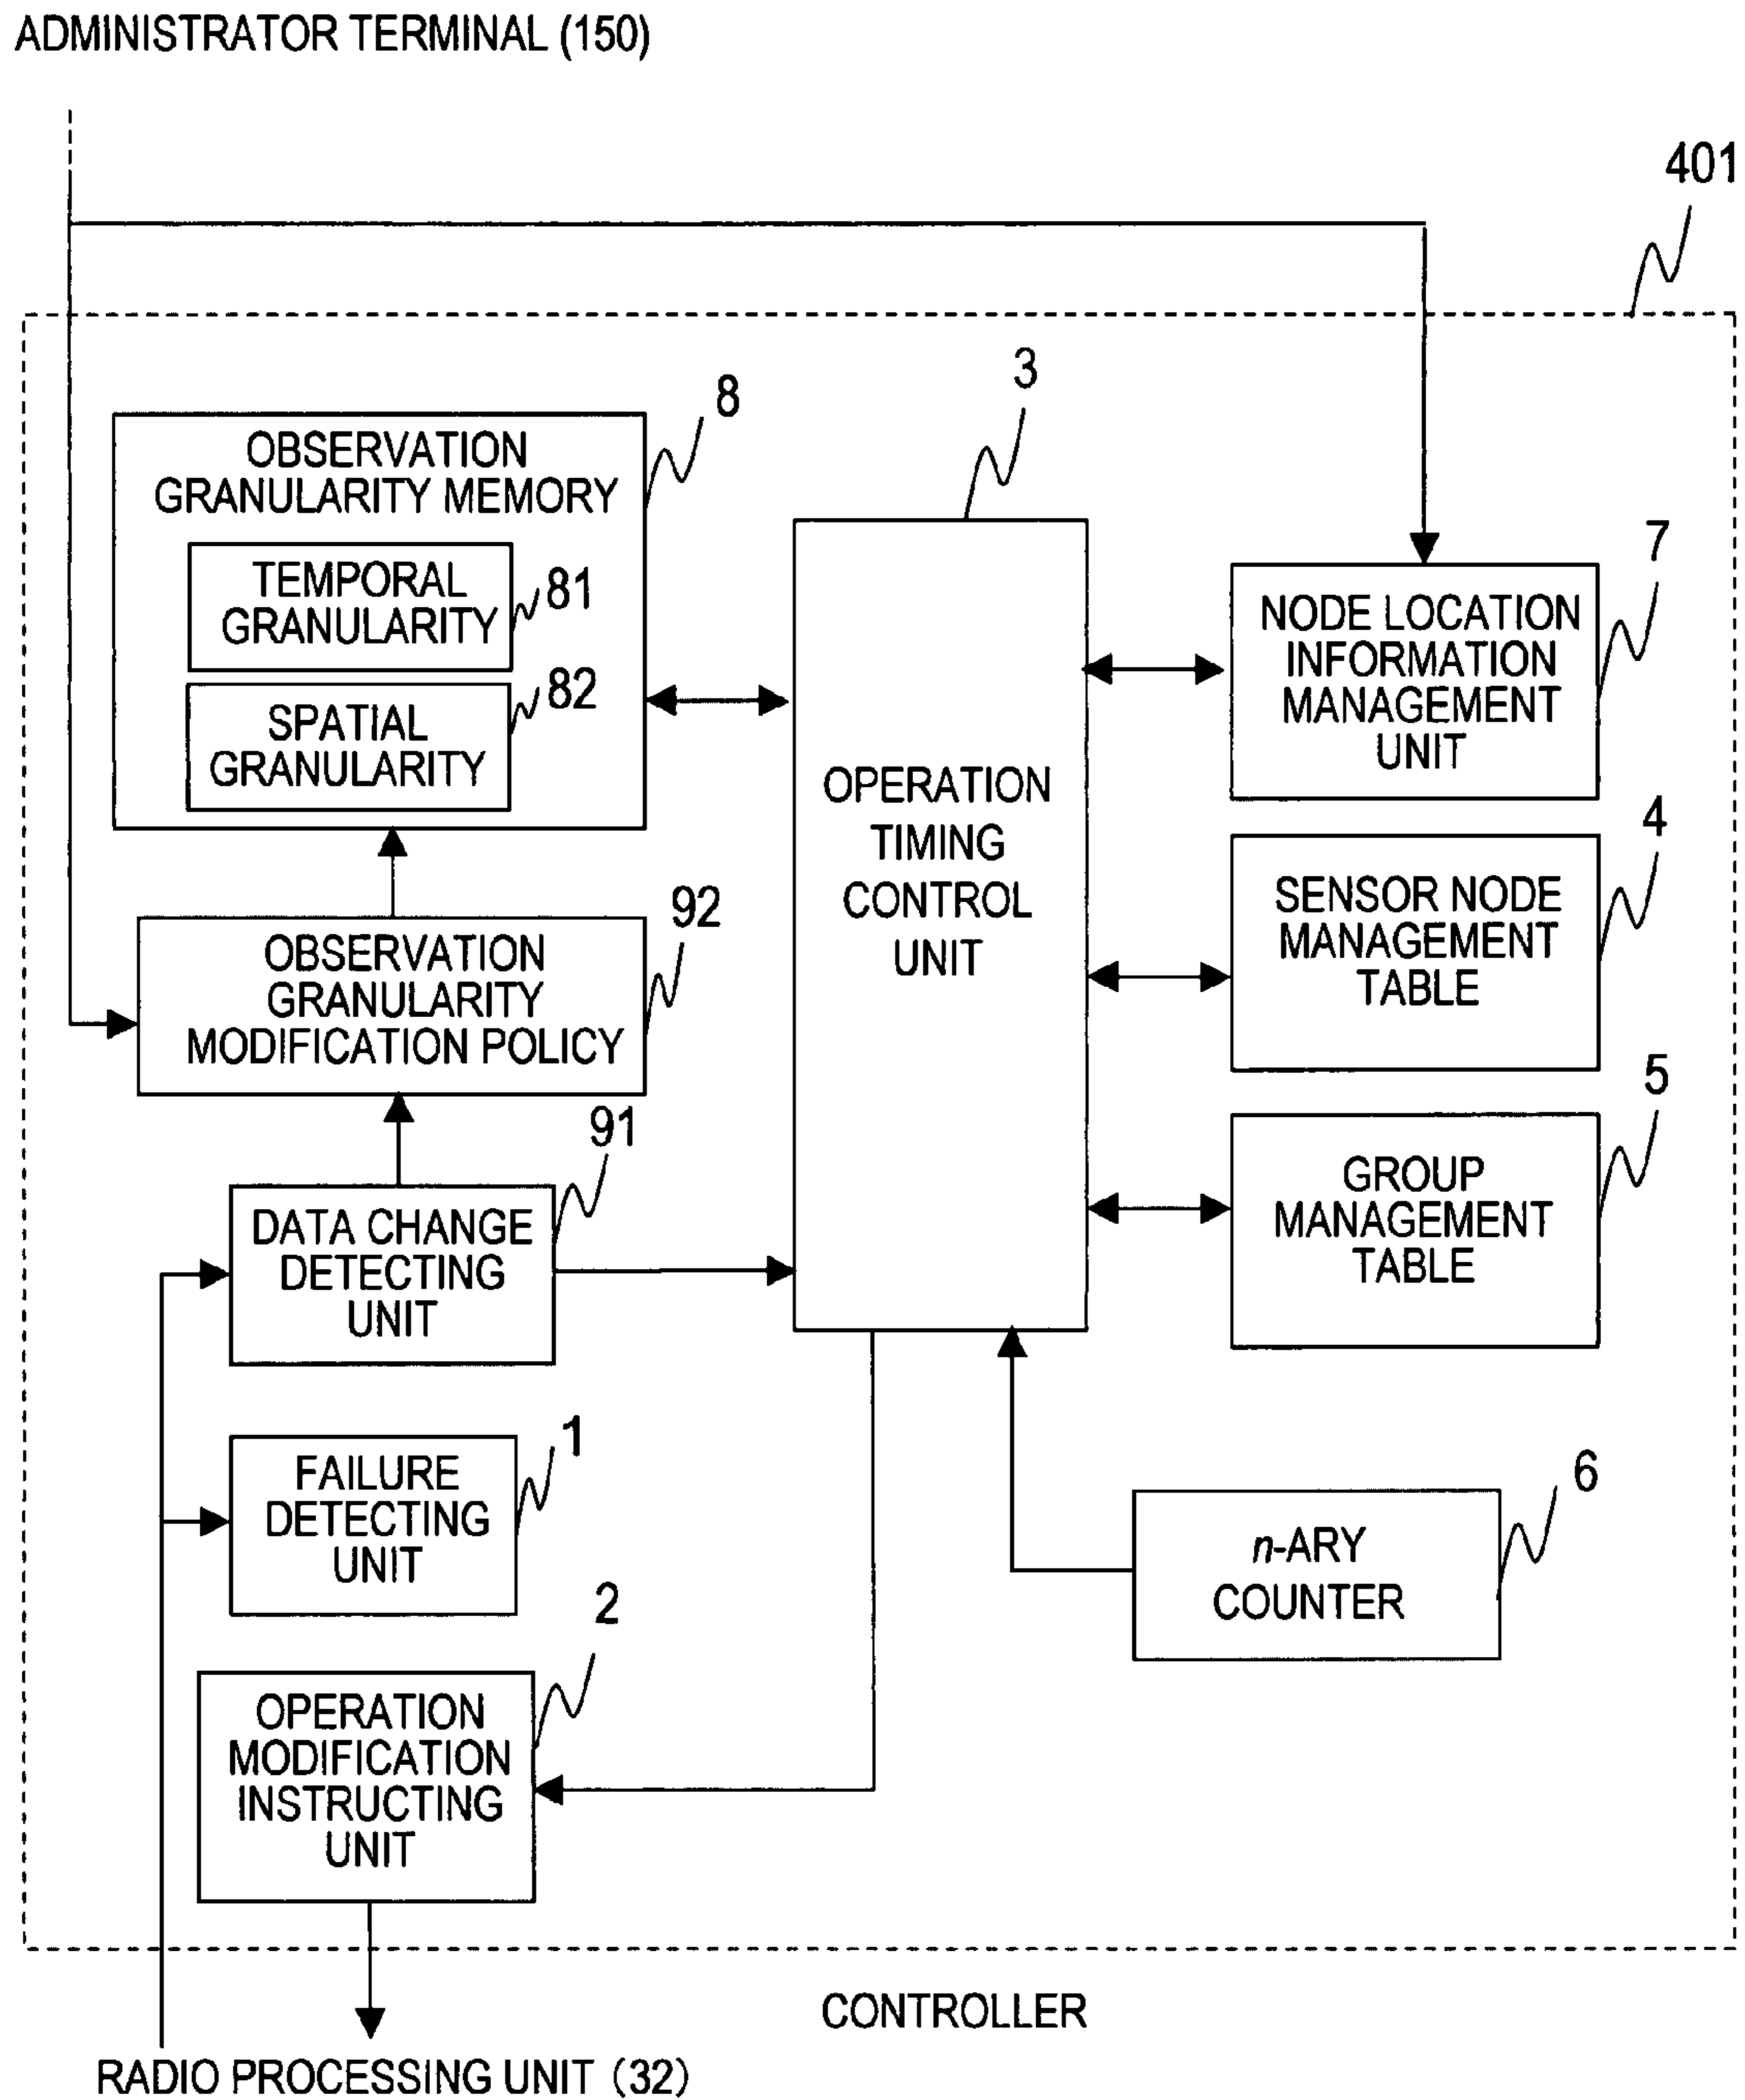 ADMINISTRATOR TERMINAL (150)
401
3
8
OBSERVATION
GRANULARITY MEMORY
TEMPORAL
GRANULARITY
81
SPATIAL
GRANULARITY
82
7
NODE LOCATION
INFORMATION
MANAGEMENT
UNIT
OPERATION
TIMING
CONTROL
UNIT
4
SENSOR NODE
MANAGEMENT
TABLE
92
OBSERVATION
GRANULARITY
MODIFICATION POLICY
5
GROUP
MANAGEMENT
TABLE
91
DATA CHANGE
DETECTING
UNIT
1
FAILURE
DETECTING
UNIT
6
n-ARY
COUNTER
2
OPERATION
MODIFICATION
INSTRUCTING
UNIT
CONTROLLER
RADIO PROCESSING UNIT (32)